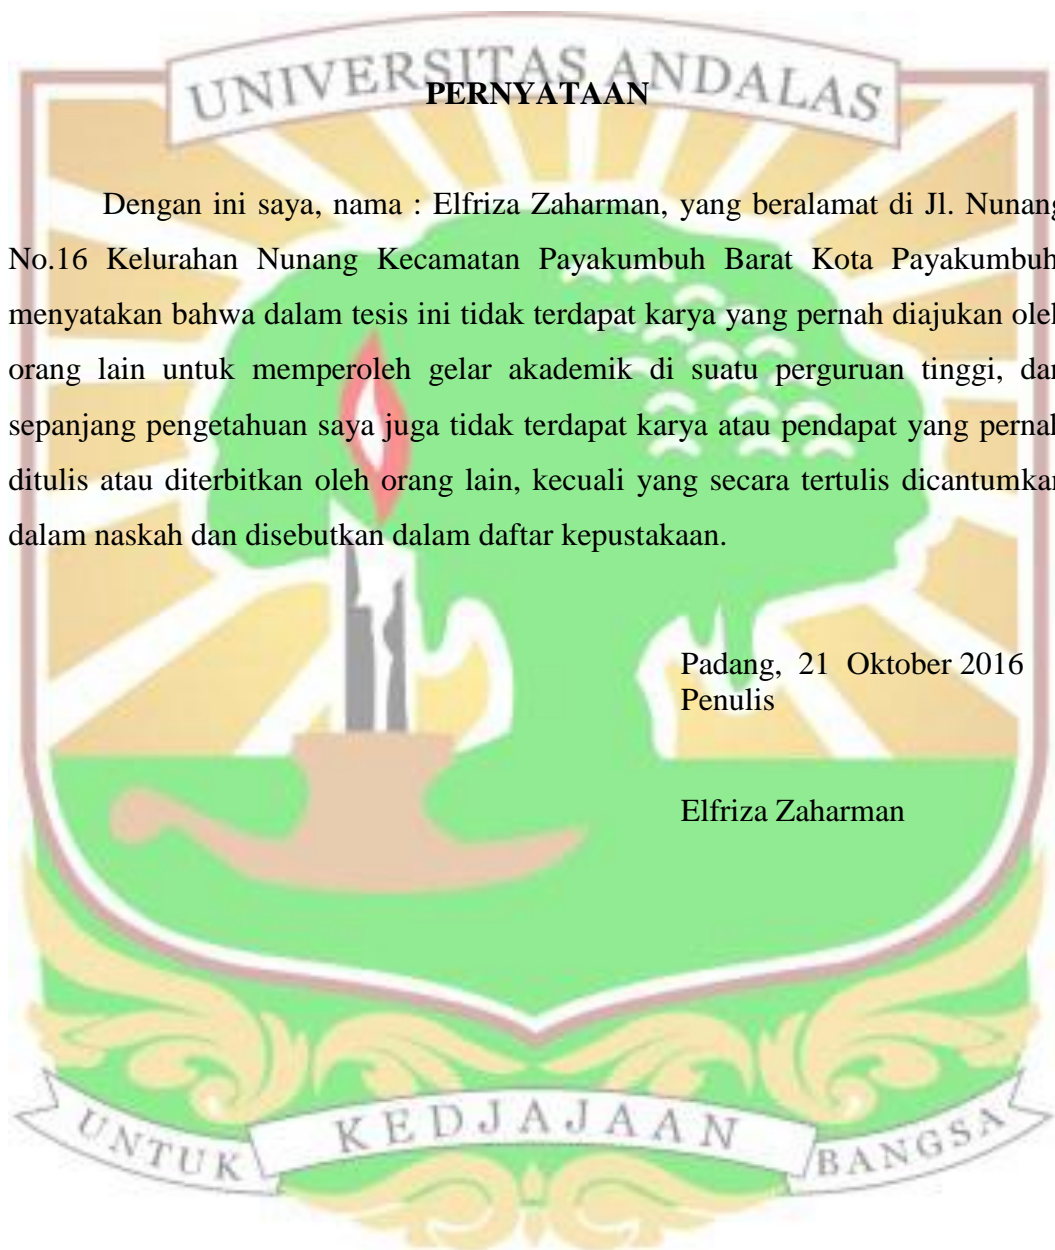 UNIVERSITAS ANDALAS
PERNYATAAN
Dengan ini saya, nama : Elfriza Zaharman, yang beralamat di Jl. Nunang
No.16 Kelurahan Nunang Kecamatan Payakumbuh Barat Kota Payakumbuh
menyatakan bahwa dalam tesis ini tidak terdapat karya yang pernah diajukan oleh
orang lain untuk memperoleh gelar akademik di suatu perguruan tinggi, dan
sepanjang pengetahuan saya juga tidak terdapat karya atau pendapat yang pernah
ditulis atau diterbitkan oleh orang lain, kecuali yang secara tertulis dicantumkan
dalam naskah dan disebutkan dalam daftar kepustakaan.
Padang, 21 Oktober 2016
Penulis
Elfriza Zaharman
UNTUK KEDJAJAAN BANGSA